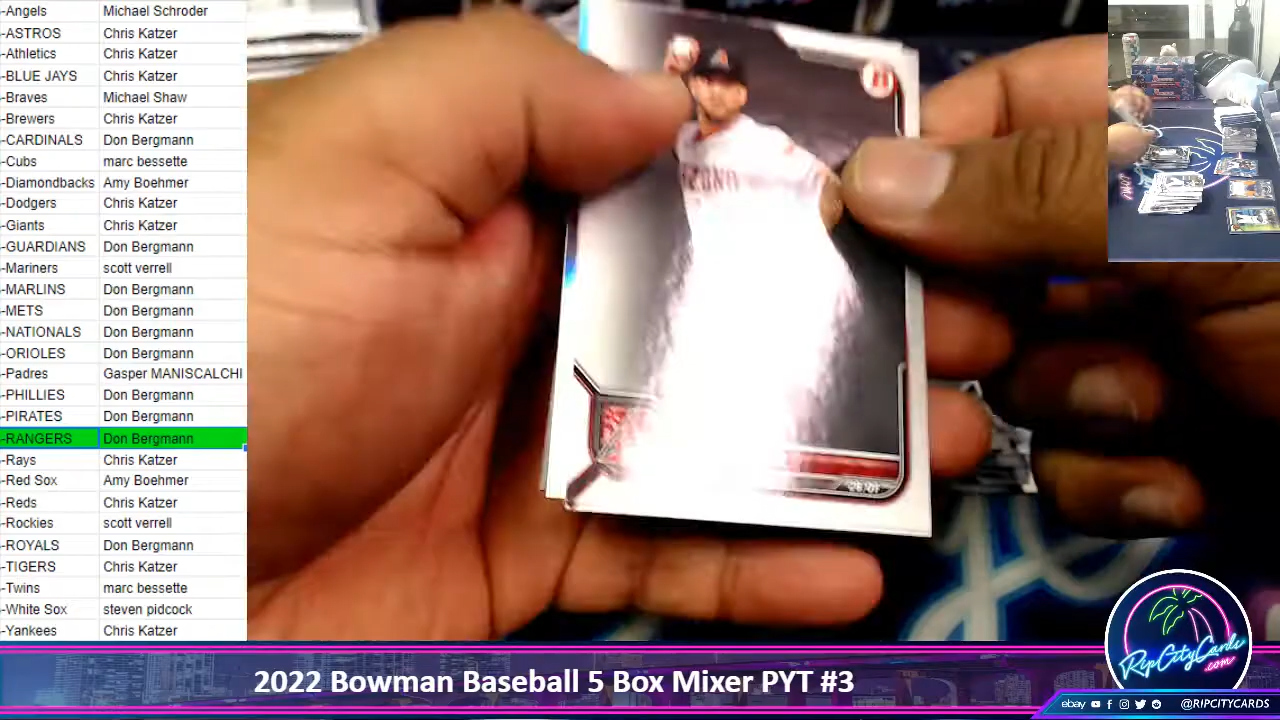 -Angels Michael Schroder
-ASTROS Chris Katzer
-Athletics Chris Katzer
-BLUE JAYS Chris Katzer
-Braves Michael Shaw
-Brewers Chris Katzer
-CARDINALS Don Bergmann
-Cubs marc bessette
-Diamondbacks Amy Boehmer
-Dodgers Chris Katzer
-Giants Chris Katzer
-GUARDIANS Don Bergmann
-Mariners scott verrell
-MARLINS Don Bergmann
-METS Don Bergmann
-NATIONALS Don Bergmann
-ORIOLES Don Bergmann
-Padres Gasper MANISCALCHI
-PHILLIES Don Bergmann
-PIRATES Don Bergmann
-RANGERS Don Bergmann
-Rays Chris Katzer
-Red Sox Amy Boehmer
-Reds Chris Katzer
-Rockies scott verrell
-ROYALS Don Bergmann
-TIGERS Chris Katzer
-Twins marc bessette
-White Sox steven pidcock
-Yankees Chris Katzer
RipCityCards
.com
2022 Bowman Baseball 5 Box Mixer PYT #3
ebay @RIPCITYCARDS